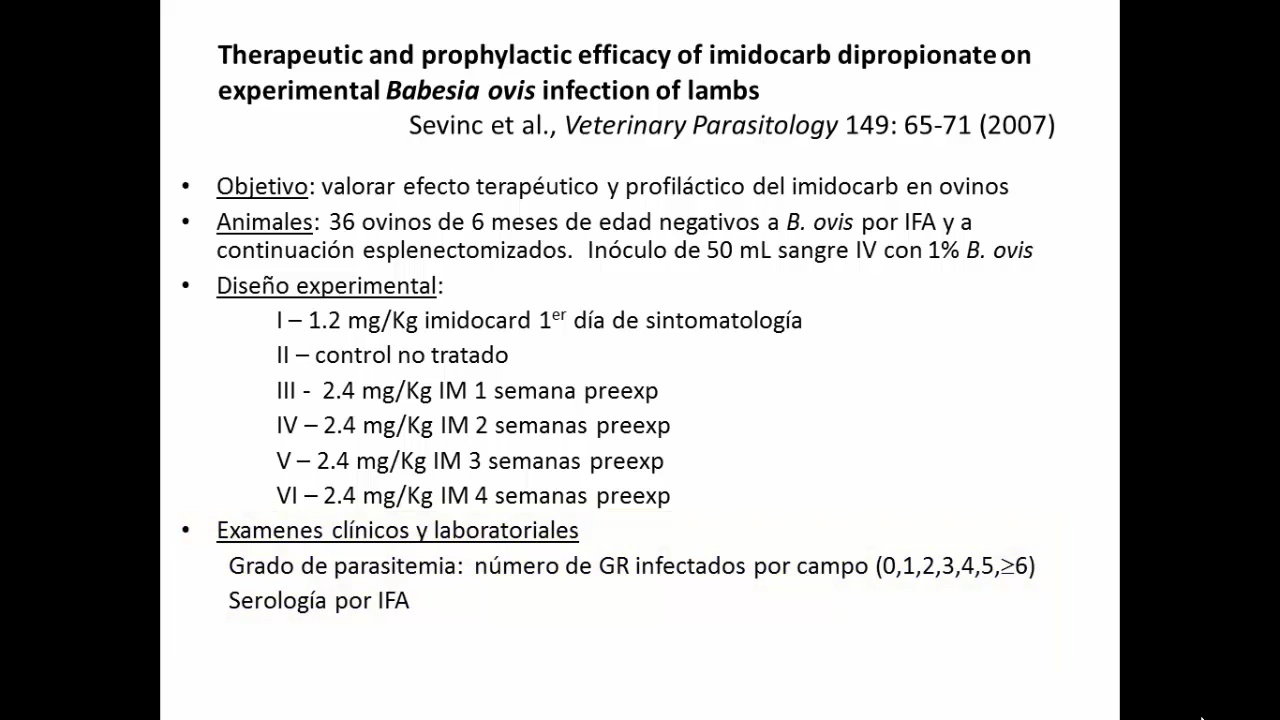 Therapeutic and prophylactic efficacy of imidocarb dipropionate on
experimental Babesia ovis infection of lambs
Sevinc et al., Veterinary Parasitology 149: 65-71 (2007)
• Objetivo: valorar efecto terapéutico y profiláctico del imidocarb en ovinos
• Animales: 36 ovinos de 6 meses de edad negativos a B. ovis por IFA y a
continuación esplenectomizados. Inóculo de 50 mL sangre IV con 1% B. ovis
• Diseño experimental:
I – 1.2 mg/Kg imidocard 1er día de sintomatología
II – control no tratado
III - 2.4 mg/Kg IM 1 semana preexp
IV – 2.4 mg/Kg IM 2 semanas preexp
V – 2.4 mg/Kg IM 3 semanas preexp
VI – 2.4 mg/Kg IM 4 semanas preexp
• Examenes clínicos y laboratoriales
Grado de parasitemia: número de GR infectados por campo (0,1,2,3,4,5,≥6)
Serología por IFA